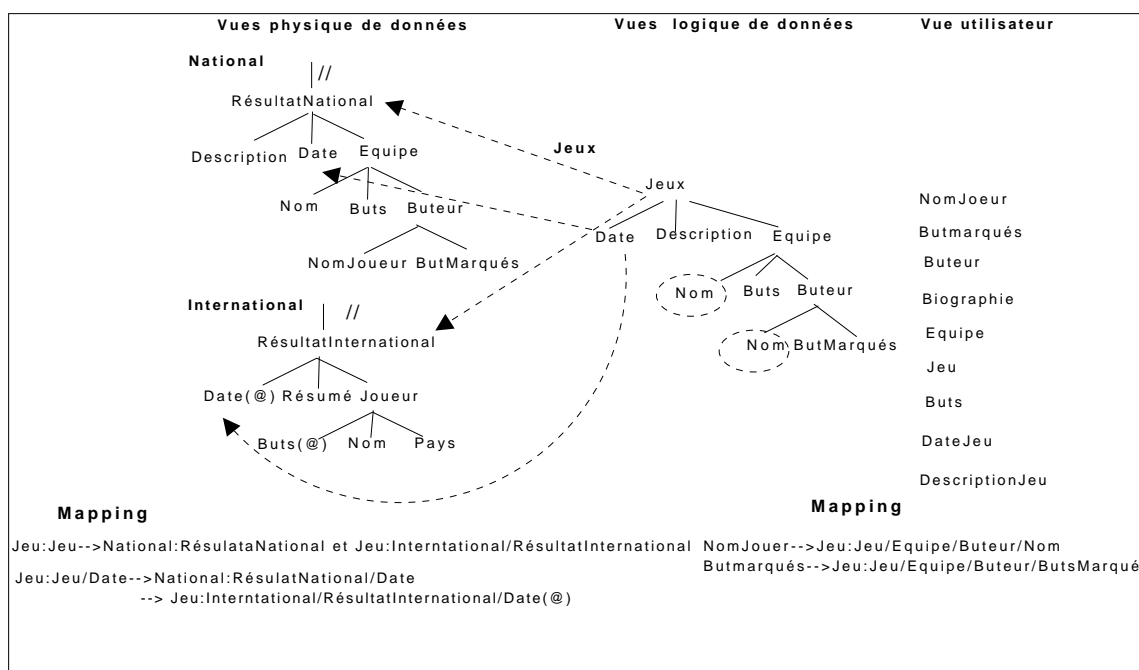 Vues physique de données
Vues logique de données
Vue utilisateur
National
//
RésultatNational
Description Date Equipe
Nom Buts Buteur
NomJoueur ButMarqués
International
//
RésultatInternational
Date(@) Résumé Joueur
Buts(@) Nom Pays
Jeux
Jeux
Date Description Equipe
Nom Buts Buteur
Nom ButMarqués
NomJoeur
Butmarqués
Buteur
Biographie
Equipe
Jeu
Buts
DateJeu
DescriptionJeu
Mapping
Jeu:Jeu-->National:RésulataNational et Jeu:Interntational/RésultatInternational
Jeu:Jeu/Date-->National:RésulatNational/Date
--> Jeu:Interntational/RésultatInternational/Date(@)
Mapping
NomJouer-->Jeu:Jeu/Equipe/Buteur/Nom
Butmarqués-->Jeu:Jeu/Equipe/Buteur/ButsMarqué